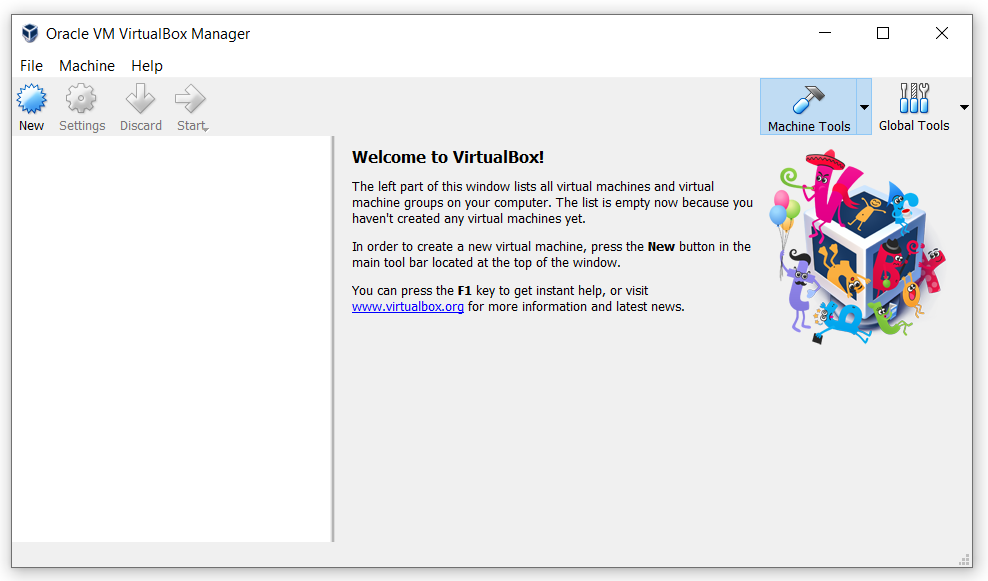 Oracle VM VirtualBox Manager
File Machine Help
New Settings Discard Start Machine Tools Global Tools
Welcome to VirtualBox!
The left part of this window lists all virtual machines and virtual
machine groups on your computer. The list is empty now because you
haven't created any virtual machines yet.
In order to create a new virtual machine, press the New button in the
main tool bar located at the top of the window.
You can press the F1 key to get instant help, or visit
www.virtualbox.org for more information and latest news.